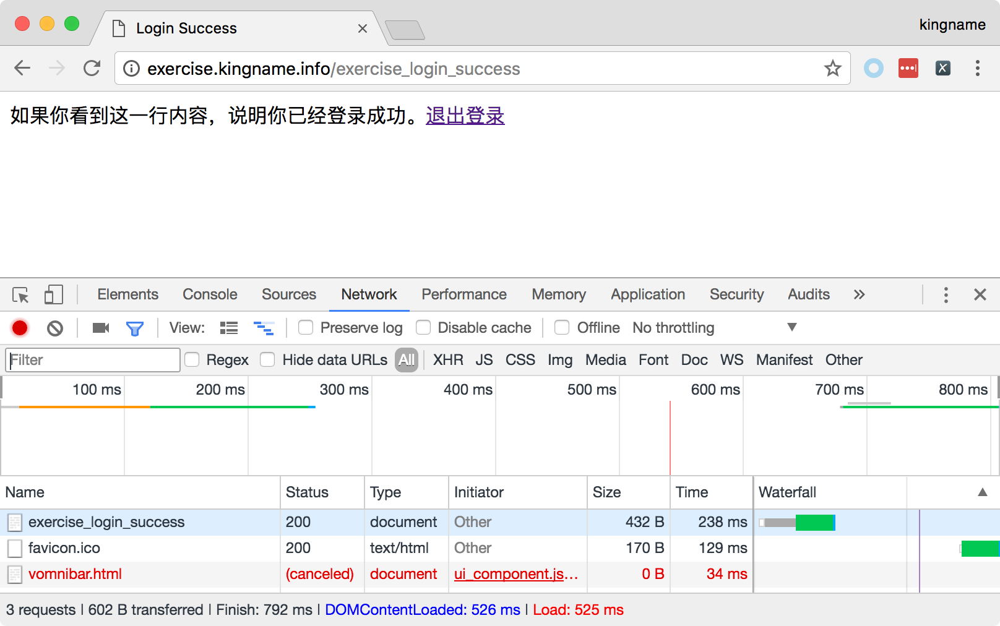 Login Success
kingname
exercise.kingname.info/exercise_login_success
如果你看到这一行内容，说明你已经登录成功。退出登录
Elements Console Sources Network Performance Memory Application Security Audits »
View: Preserve log Disable cache Offline No throttling
Filter Regex Hide data URLs All XHR JS CSS Img Media Font Doc WS Manifest Other
100 ms 200 ms 300 ms 400 ms 500 ms 600 ms 700 ms 800 ms
Name Status Type Initiator Size Time Waterfall
exercise_login_success 200 document Other 432 B 238 ms
favicon.ico 200 text/html Other 170 B 129 ms
vomnibar.html (canceled) document ui_component.js… 0 B 34 ms
3 requests | 602 B transferred | Finish: 792 ms | DOMContentLoaded: 526 ms | Load: 525 ms